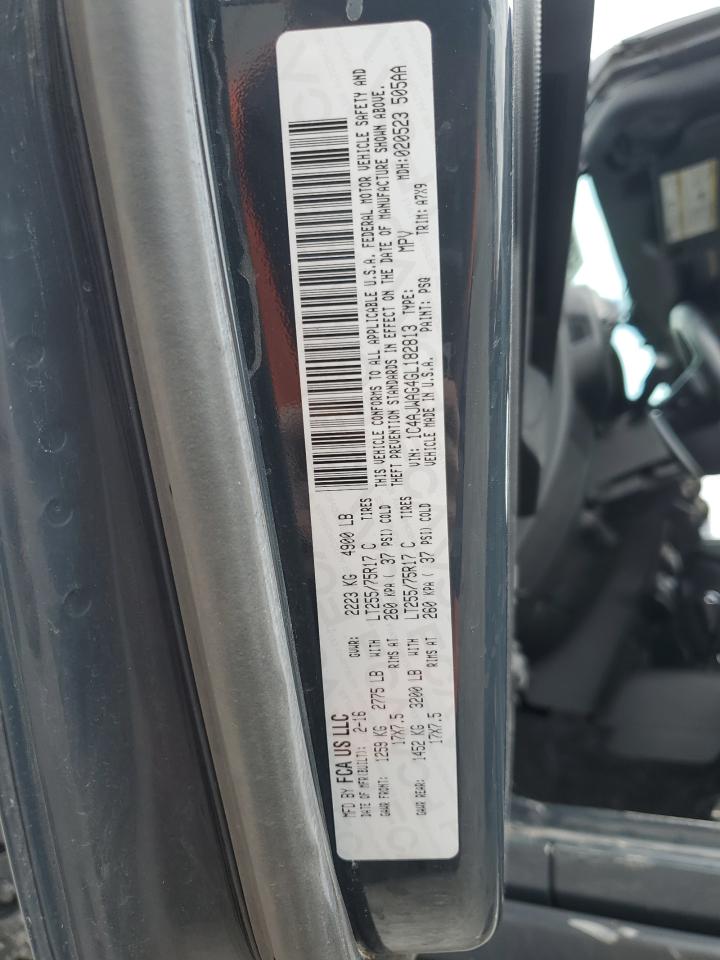 MFD BY FCA US LLC
DATE OF MFR(BUILT): 2-16 GVWR: 2223 KG 4900 LB
GAWR FRONT: 1259 KG 2775 LB WITH LT255/75R17 C TIRES
17X7.5 RIMS AT 260 KPA ( 37 PSI) COLD
GAWR REAR: 1452 KG 3200 LB WITH LT255/75R17 C TIRES
17X7.5 RIMS AT 260 KPA ( 37 PSI) COLD
THIS VEHICLE CONFORMS TO ALL APPLICABLE U.S.A. FEDERAL MOTOR VEHICLE SAFETY AND
THEFT PREVENTION STANDARDS IN EFFECT ON THE DATE OF MANUFACTURE SHOWN ABOVE.
VIN: 1C4AJWAG4GL182813 TYPE: MPV MDH:020523 505AA
VEHICLE MADE IN U.S.A. PAINT: PSQ TRIM: A7X9